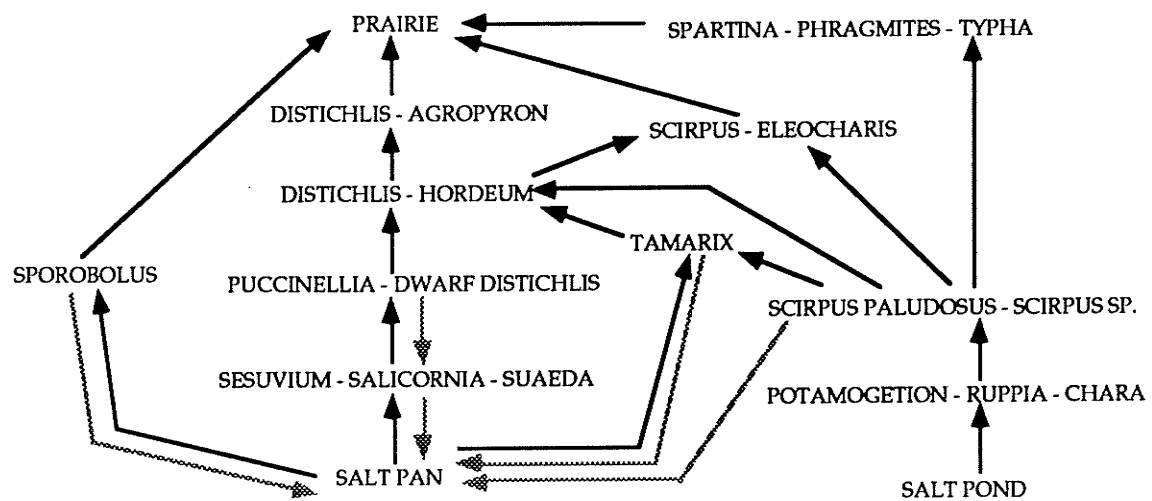 PRAIRIE
SPARTINA - PHRAGMITES - TYPHA
DISTICHLIS - AGROPYRON
SCIRPUS - ELEOCHARIS
DISTICHLIS - HORDEUM
TAMARIX
SPOROBOLUS
PUCCINELLIA - DWARF DISTICHLIS
SCIRPUS PALUDOSUS - SCIRPUS SP.
SESUVIUM - SALICORNIA - SUAEDA
POTAMOGETION - RUPPIA - CHARA
SALT PAN
SALT POND